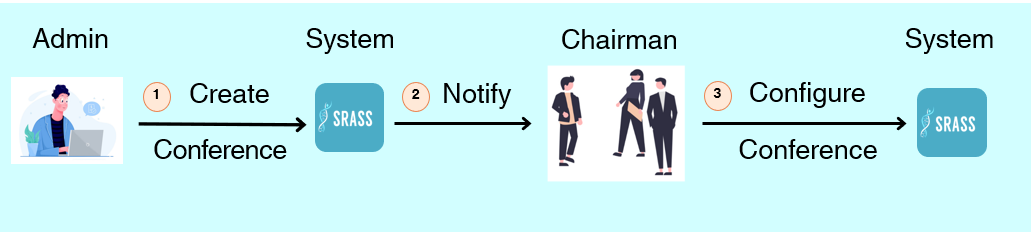 Admin
System
Chairman
System
1 Create
Conference
SRASS
2 Notify
3 Configure
Conference
SRASS